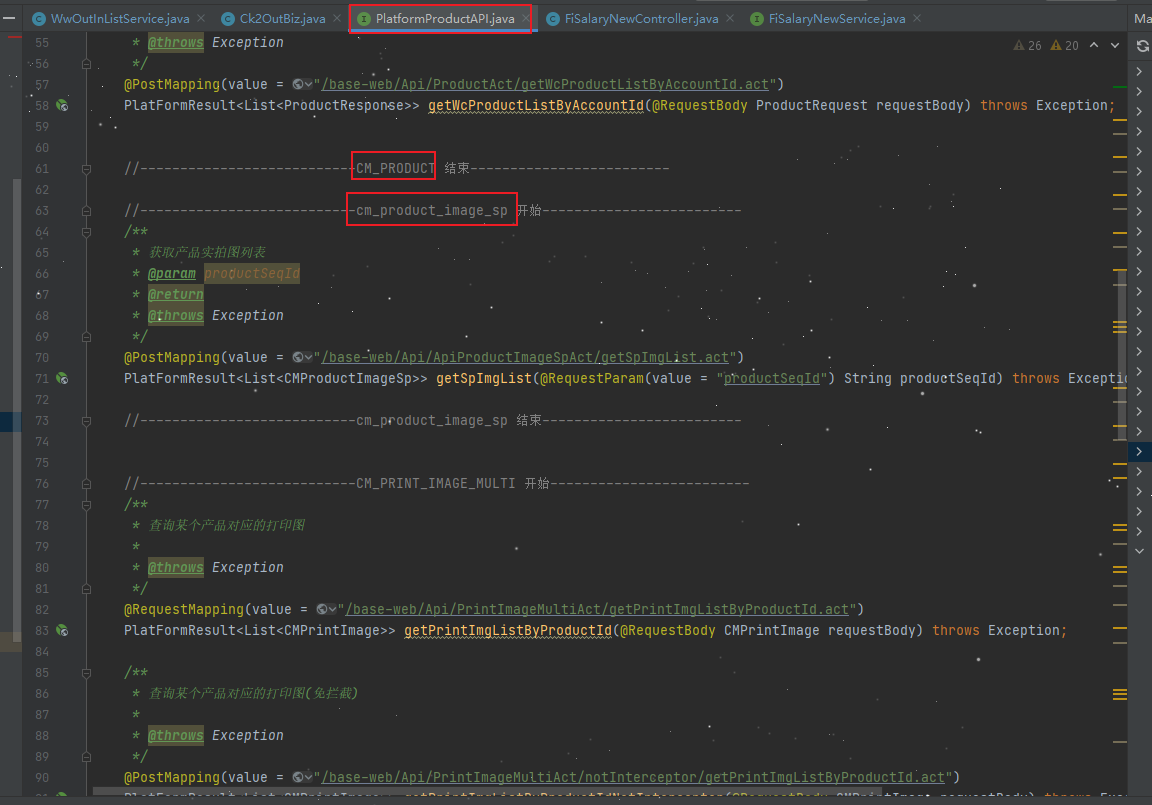 WwOutInListService.java × Ck2OutBiz.java × PlatformProductAPI.java × FiSalaryNewController.java × FiSalaryNewService.java × Ma
55 * @throws Exception
26 20
56 */
57 @PostMapping(value = "/base-web/Api/ProductAct/getWcProductListByAccountId.act")
58 PlatFormResult<List<ProductResponse>> getWcProductListByAccountId(@RequestBody ProductRequest requestBody) throws Exception;
59
60
61 //---------------------------CM_PRODUCT 结束-------------------------
62
63 //---------------------------cm_product_image_sp 开始-------------------------
64 /**
65 * 获取产品实拍图列表
66 * @param productSeqId
67 * @return
68 * @throws Exception
69 */
70 @PostMapping(value = "/base-web/Api/ApiProductImageSpAct/getSpImgList.act")
71 PlatFormResult<List<CMProductImageSp>> getSpImgList(@RequestParam(value = "productSeqId") String productSeqId) throws Exceptio
72
73 //---------------------------cm_product_image_sp 结束-------------------------
74
75
76 //---------------------------CM_PRINT_IMAGE_MULTI 开始-------------------------
77 /**
78 * 查询某个产品对应的打印图
79 *
80 * @throws Exception
81 */
82 @RequestMapping(value = "/base-web/Api/PrintImageMultiAct/getPrintImgListByProductId.act")
83 PlatFormResult<List<CMPrintImage>> getPrintImgListByProductId(@RequestBody CMPrintImage requestBody) throws Exception;
84
85 /**
86 * 查询某个产品对应的打印图(免拦截)
87 *
88 * @throws Exception
89 */
90 @PostMapping(value = "/base-web/Api/PrintImageMultiAct/notInterceptor/getPrintImgListByProductId.act")